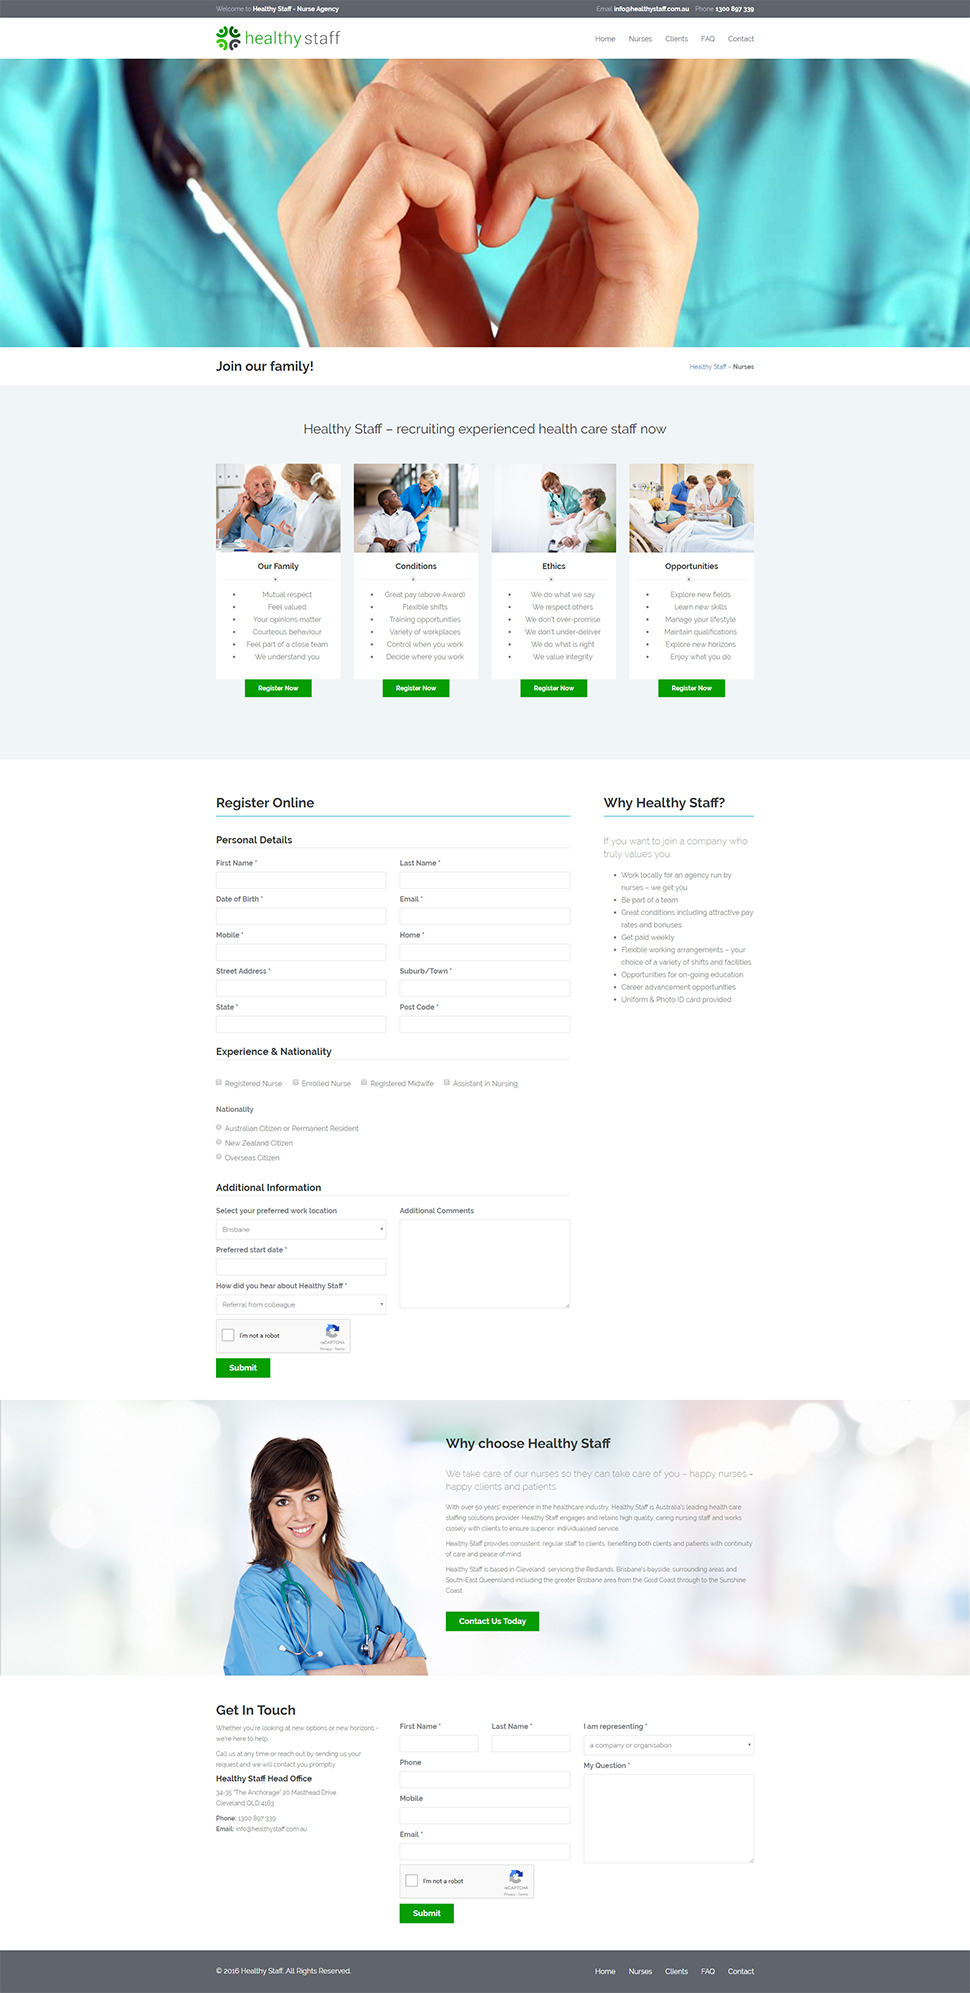 Welcome to Healthy Staff - Nurse Agency
Email info@healthystaff.com.au Phone 1300 897 339
healthy staff
Home Nurses Clients FAQ Contact
Join our family!
Healthy Staff – Nurses
Healthy Staff – recruiting experienced health care staff now
Our Family
Mutual respect
Feel valued
Your opinions matter
Courteous behaviour
Feel part of a close team
We understand you
Register Now
Conditions
Great pay (above Award)
Flexible shifts
Training opportunities
Variety of workplaces
Control when you work
Decide where you work
Register Now
Ethics
We do what we say
We respect others
We don't over-promise
We don't under-deliver
We do what is right
We value integrity
Register Now
Opportunities
Explore new fields
Learn new skills
Manage your lifestyle
Maintain qualifications
Explore new horizons
Enjoy what you do
Register Now
Register Online
Personal Details
First Name * Last Name *
Date of Birth * Email *
Mobile * Home *
Street Address * Suburb/Town *
State * Post Code *
Experience & Nationality
Registered Nurse Enrolled Nurse Registered Midwife Assistant in Nursing
Nationality
Australian Citizen or Permanent Resident
New Zealand Citizen
Overseas Citizen
Additional Information
Select your preferred work location
Brisbane
Preferred start date *
How did you hear about Healthy Staff *
Referral from colleague
Additional Comments
I'm not a robot
reCAPTCHA
Privacy - Terms
Submit
Why Healthy Staff?
If you want to join a company who
truly values you.
Work locally for an agency run by
nurses – we get you
Be part of a team
Great conditions including attractive pay
rates and bonuses
Get paid weekly
Flexible working arrangements – your
choice of a variety of shifts and facilities
Opportunities for on-going education
Career advancement opportunities
Uniform & Photo ID card provided
Why choose Healthy Staff
We take care of our nurses so they can take care of you – happy nurses =
happy clients and patients.
With over 50 years' experience in the healthcare industry, Healthy Staff is Australia's leading health care
staffing solutions provider. Healthy Staff engages and retains high quality, caring nursing staff and works
closely with clients to ensure superior, individualised service.
Healthy Staff provides consistent, regular staff to clients, benefiting both clients and patients with continuity
of care and peace of mind.
Healthy Staff is based in Cleveland, servicing the Redlands, Brisbane's bayside, surrounding areas and
South-East Queensland including the greater Brisbane area from the Gold Coast through to the Sunshine
Coast.
Contact Us Today
Get In Touch
Whether you're looking at new options or new horizons -
we're here to help.
Call us at any time or reach out by sending us your
request and we will contact you promptly.
Healthy Staff Head Office
34-35 "The Anchorage" 20 Masthead Drive
Cleveland QLD 4163
Phone: 1300 897 339
Email: info@healthystaff.com.au
First Name * Last Name *
Phone
Mobile
Email *
I'm not a robot
reCAPTCHA
Privacy - Terms
Submit
I am representing *
a company or organisation
My Question *
© 2016 Healthy Staff. All Rights Reserved.
Home Nurses Clients FAQ Contact